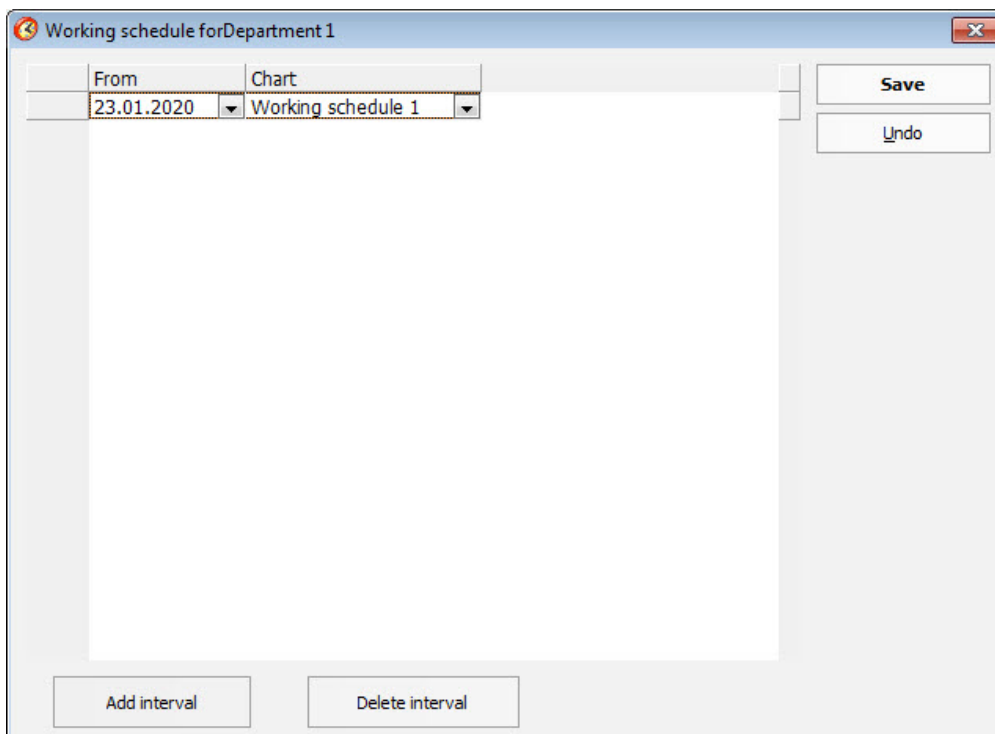 Working schedule forDepartment 1
From Chart
Save
23.01.2020 Working schedule 1
Undo
Add interval Delete interval